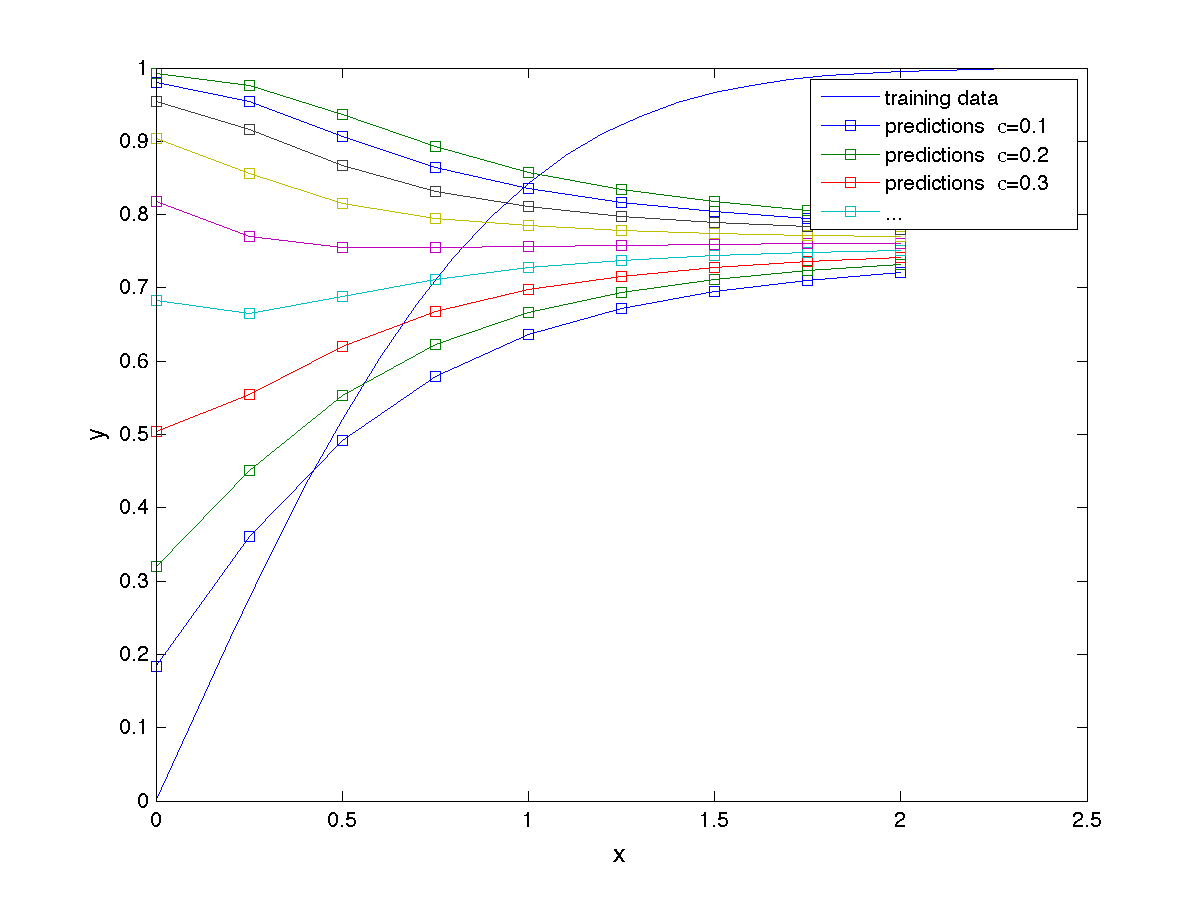 1
0.9
0.8
0.7
0.6
0.5
0.4
0.3
0.2
0.1
0
y
training data
predictions c=0.1
predictions c=0.2
predictions c=0.3
...
0 0.5 1 1.5 2 2.5
x